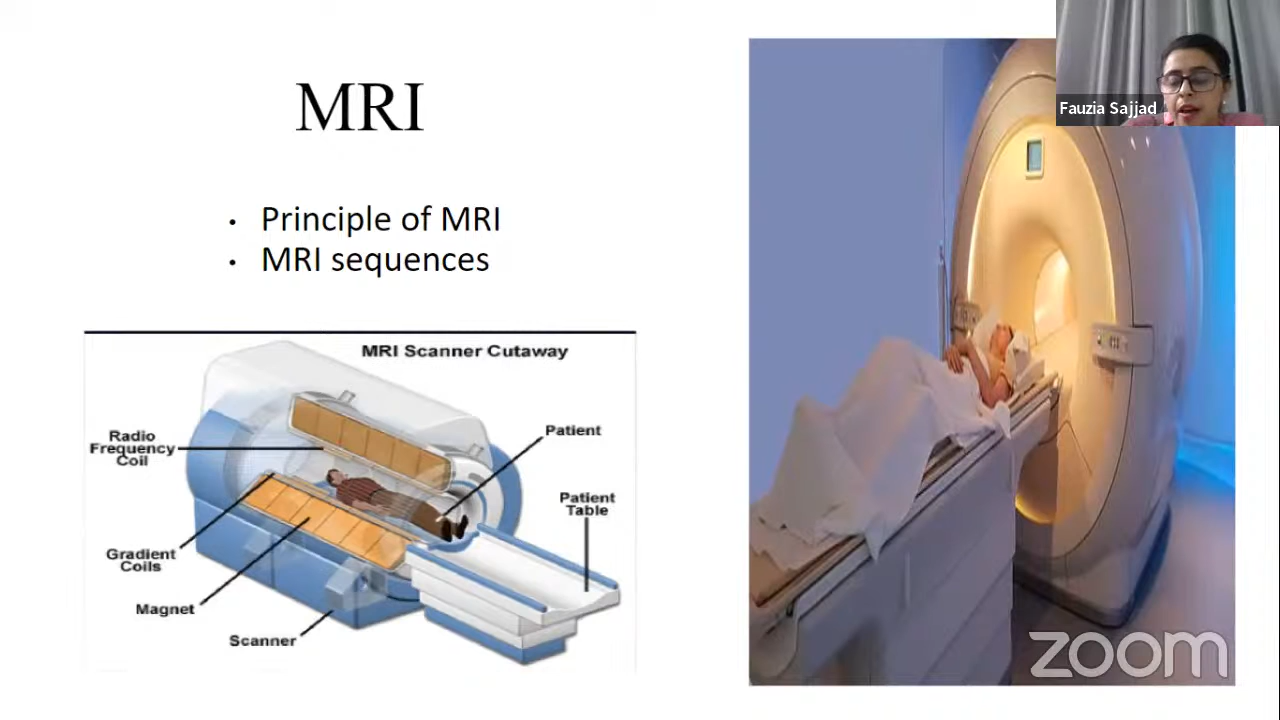 MRI
• Principle of MRI
• MRI sequences
MRI Scanner Cutaway
Radio
Frequency
Coil
Patient
Patient
Table
Gradient
Coils
Magnet
Scanner
Fauzia Sajjad
zoom